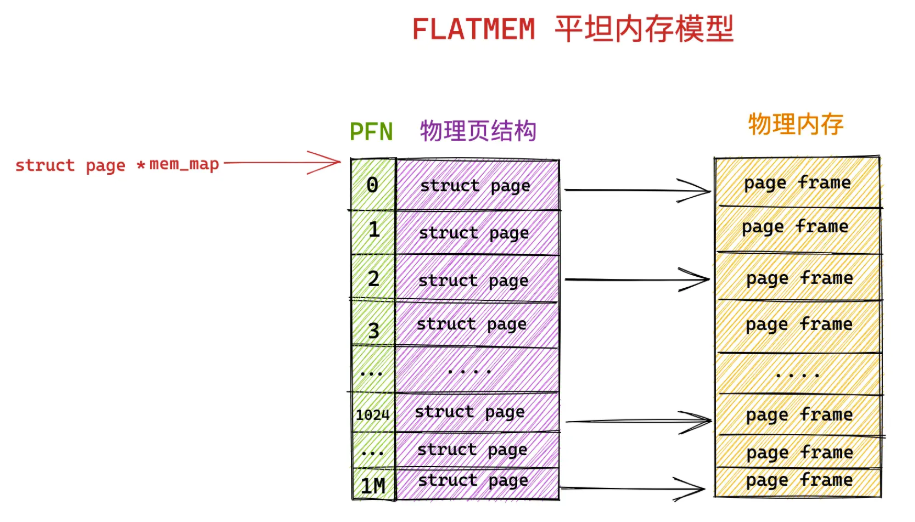 FLATMEM 平坦内存模型
PFN 物理页结构 物理内存
struct page *mem_map
0 struct page page frame
1 struct page page frame
2 struct page page frame
3 struct page page frame
... .... ....
1024 struct page page frame
... struct page page frame
1M struct page page frame